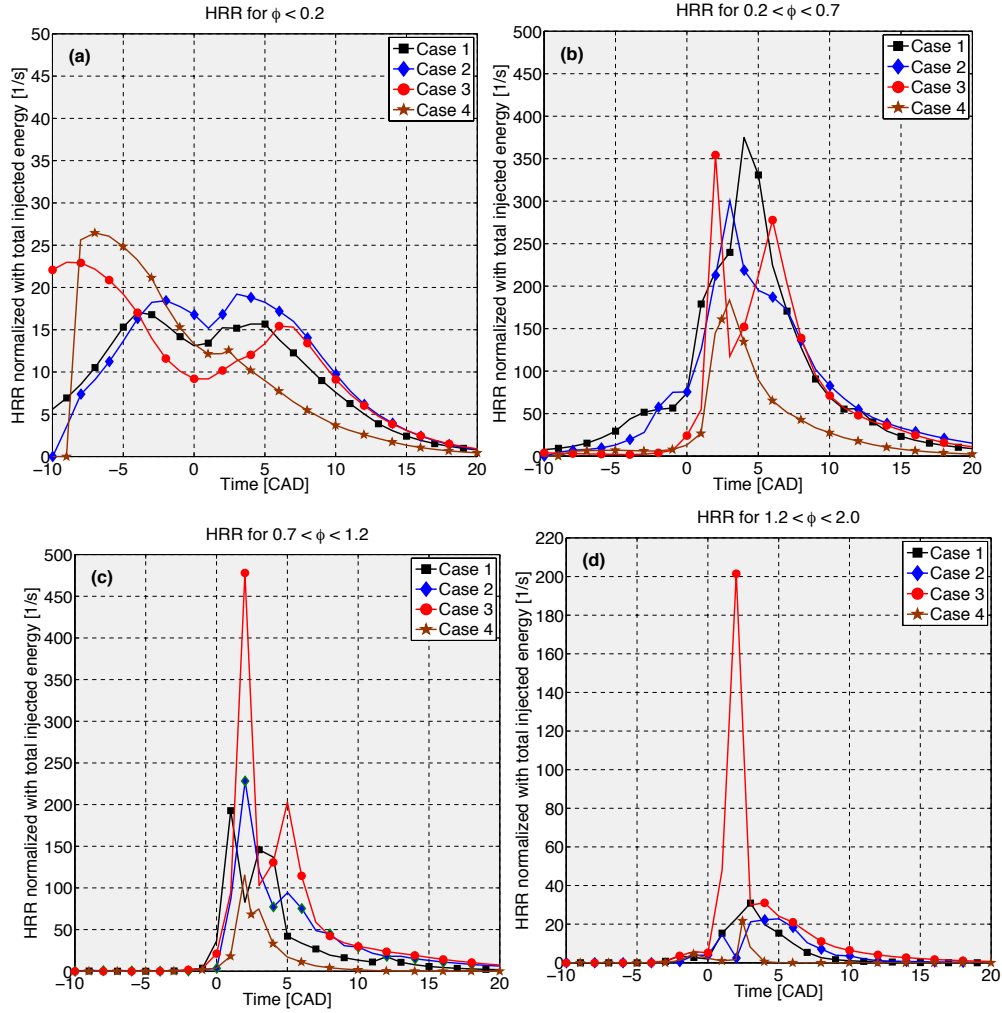 HRR for ϕ < 0.2
(a)
Case 1
Case 2
Case 3
Case 4
HRR normalized with total injected energy [1/s]
50
45
40
35
30
25
20
15
10
5
0
−10 −5 0 5 10 15 20
Time [CAD]
HRR for 0.2 < ϕ < 0.7
(b)
Case 1
Case 2
Case 3
Case 4
HRR normalized with total injected energy [1/s]
500
450
400
350
300
250
200
150
100
50
0
−10 −5 0 5 10 15 20
Time [CAD]
HRR for 0.7 < ϕ < 1.2
(c)
Case 1
Case 2
Case 3
Case 4
HRR normalized with total injected energy [1/s]
500
450
400
350
300
250
200
150
100
50
0
−10 −5 0 5 10 15 20
Time [CAD]
HRR for 1.2 < ϕ < 2.0
(d)
Case 1
Case 2
Case 3
Case 4
HRR normalized with total injected energy [1/s]
220
200
180
160
140
120
100
80
60
40
20
0
−10 −5 0 5 10 15 20
Time [CAD]